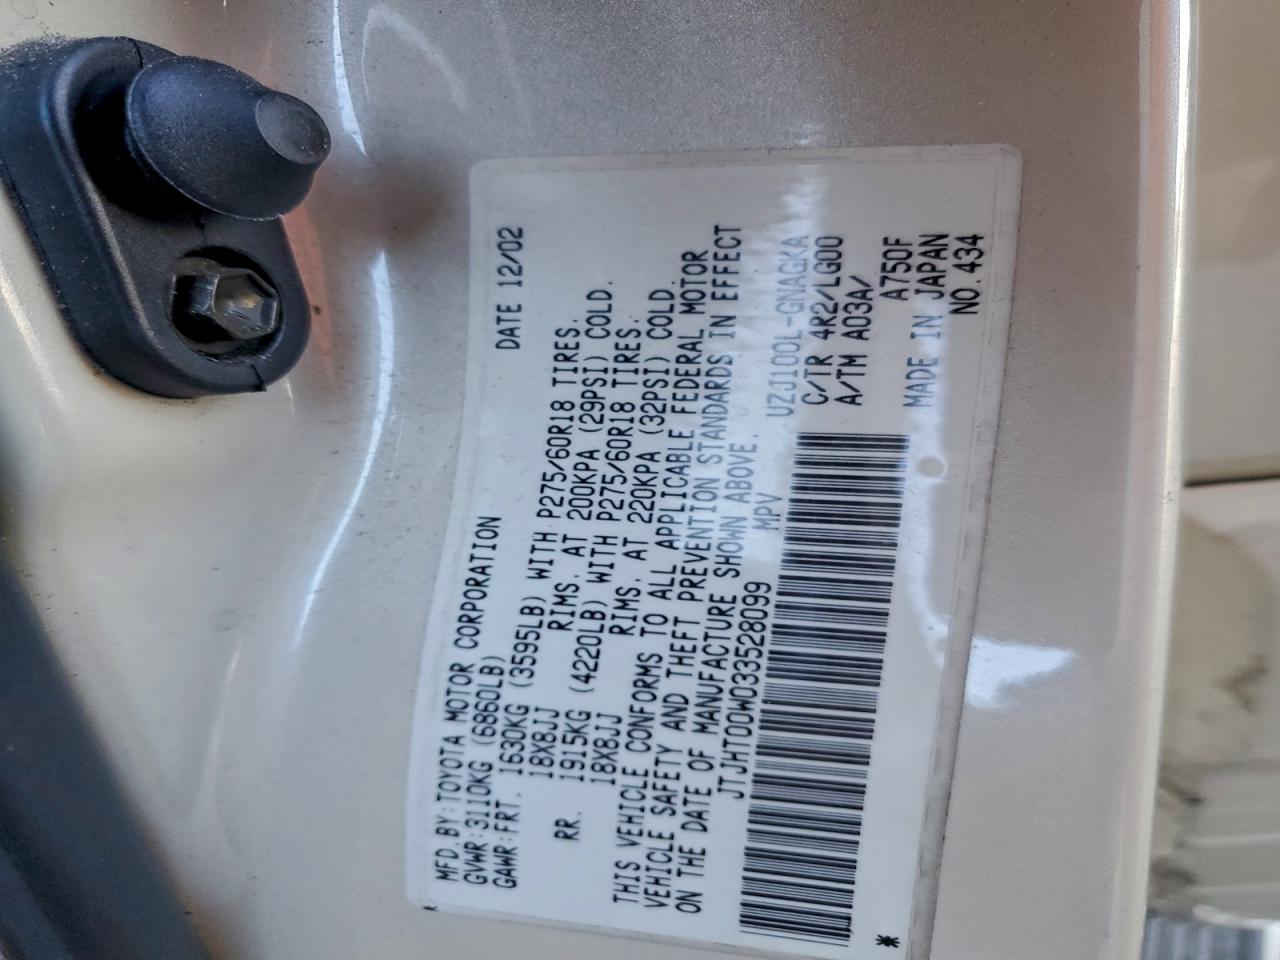 MFD.BY:TOYOTA MOTOR CORPORATION DATE 12/02
GVWR:3110KG (6860LB)
GAWR:FRT. 1630KG (3595LB) WITH P275/60R18 TIRES.
18X8JJ RIMS, AT 200KPA (29PSI) COLD.
RR. 1915KG (4220LB) WITH P275/60R18 TIRES.
18X8JJ RIMS, AT 220KPA (32PSI) COLD.
THIS VEHICLE CONFORMS TO ALL APPLICABLE FEDERAL MOTOR
VEHICLE SAFETY AND THEFT PREVENTION STANDARDS IN EFFECT
ON THE DATE OF MANUFACTURE SHOWN ABOVE.
JTJHT00W033528099 MPV
UZJ100L-GNAGKA
C/TR 4R2/LG00
A/TM A03A/
A750F
MADE IN JAPAN
NO.434